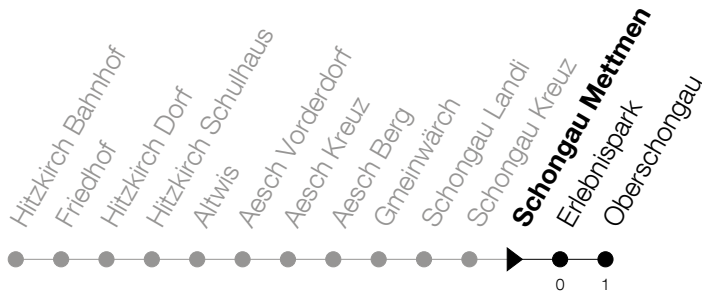 Hitzkirch Bahnhof
Friedhof
Hitzkirch Dorf
Hitzkirch Schulhaus
Altwis
Aesch Vorderdorf
Aesch Kreuz
Aesch Berg
Gmeinwärch
Schongau Landi
Schongau Kreuz
Schongau Mettmen
Erlebnispark
Oberschongau
0 1